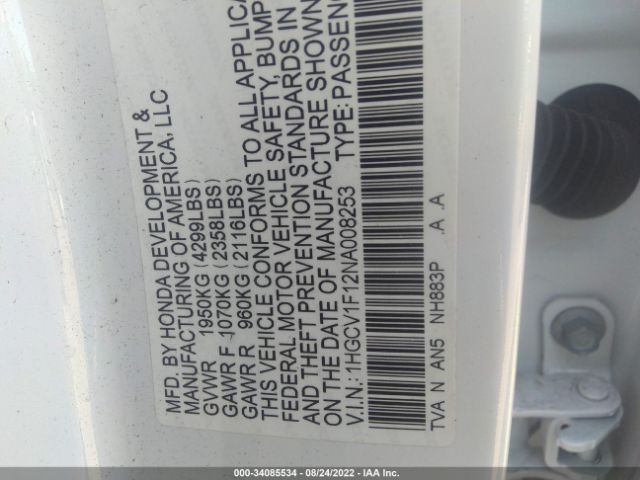 MFD. BY HONDA DEVELOPMENT &
MANUFACTURING OF AMERICA, LLC
GVWR 1950KG (4299LBS)
GAWR F 1070KG (2358LBS)
GAWR R 960KG (2116LBS)
THIS VEHICLE CONFORMS TO ALL APPLICA
FEDERAL MOTOR VEHICLE SAFETY, BUMP
AND THEFT PREVENTION STANDARDS IN
ON THE DATE OF MANUFACTURE SHOWN
V.I.N.: 1HGCV1F12NA008253 TYPE: PASSENG
TVA N AN5 NH883P .A .A
000-34085534 / 08/24/2022 - IAA Inc.